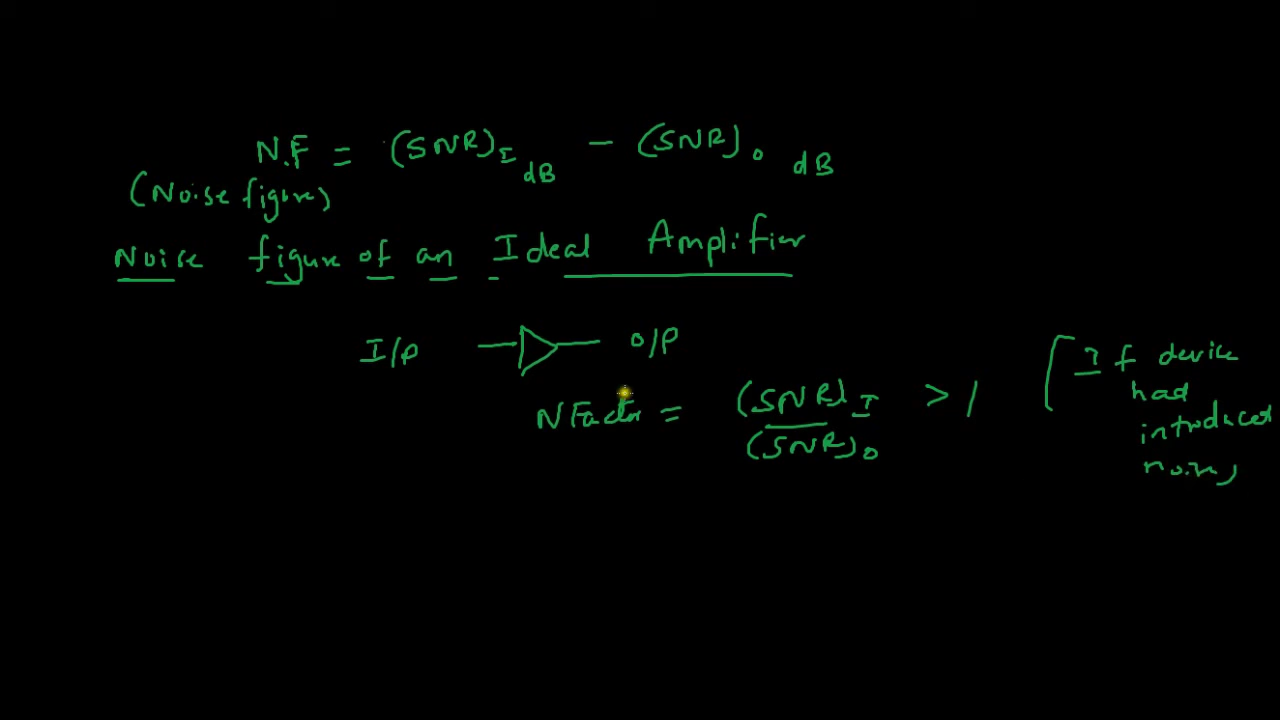 N.F = (SNR)I dB - (SNR)o dB
(Noise figure)
Noise figure of an Ideal Amplifier
I/P O/P
NFactor = (SNR)I / (SNR)o > 1
[If device
had
introduced